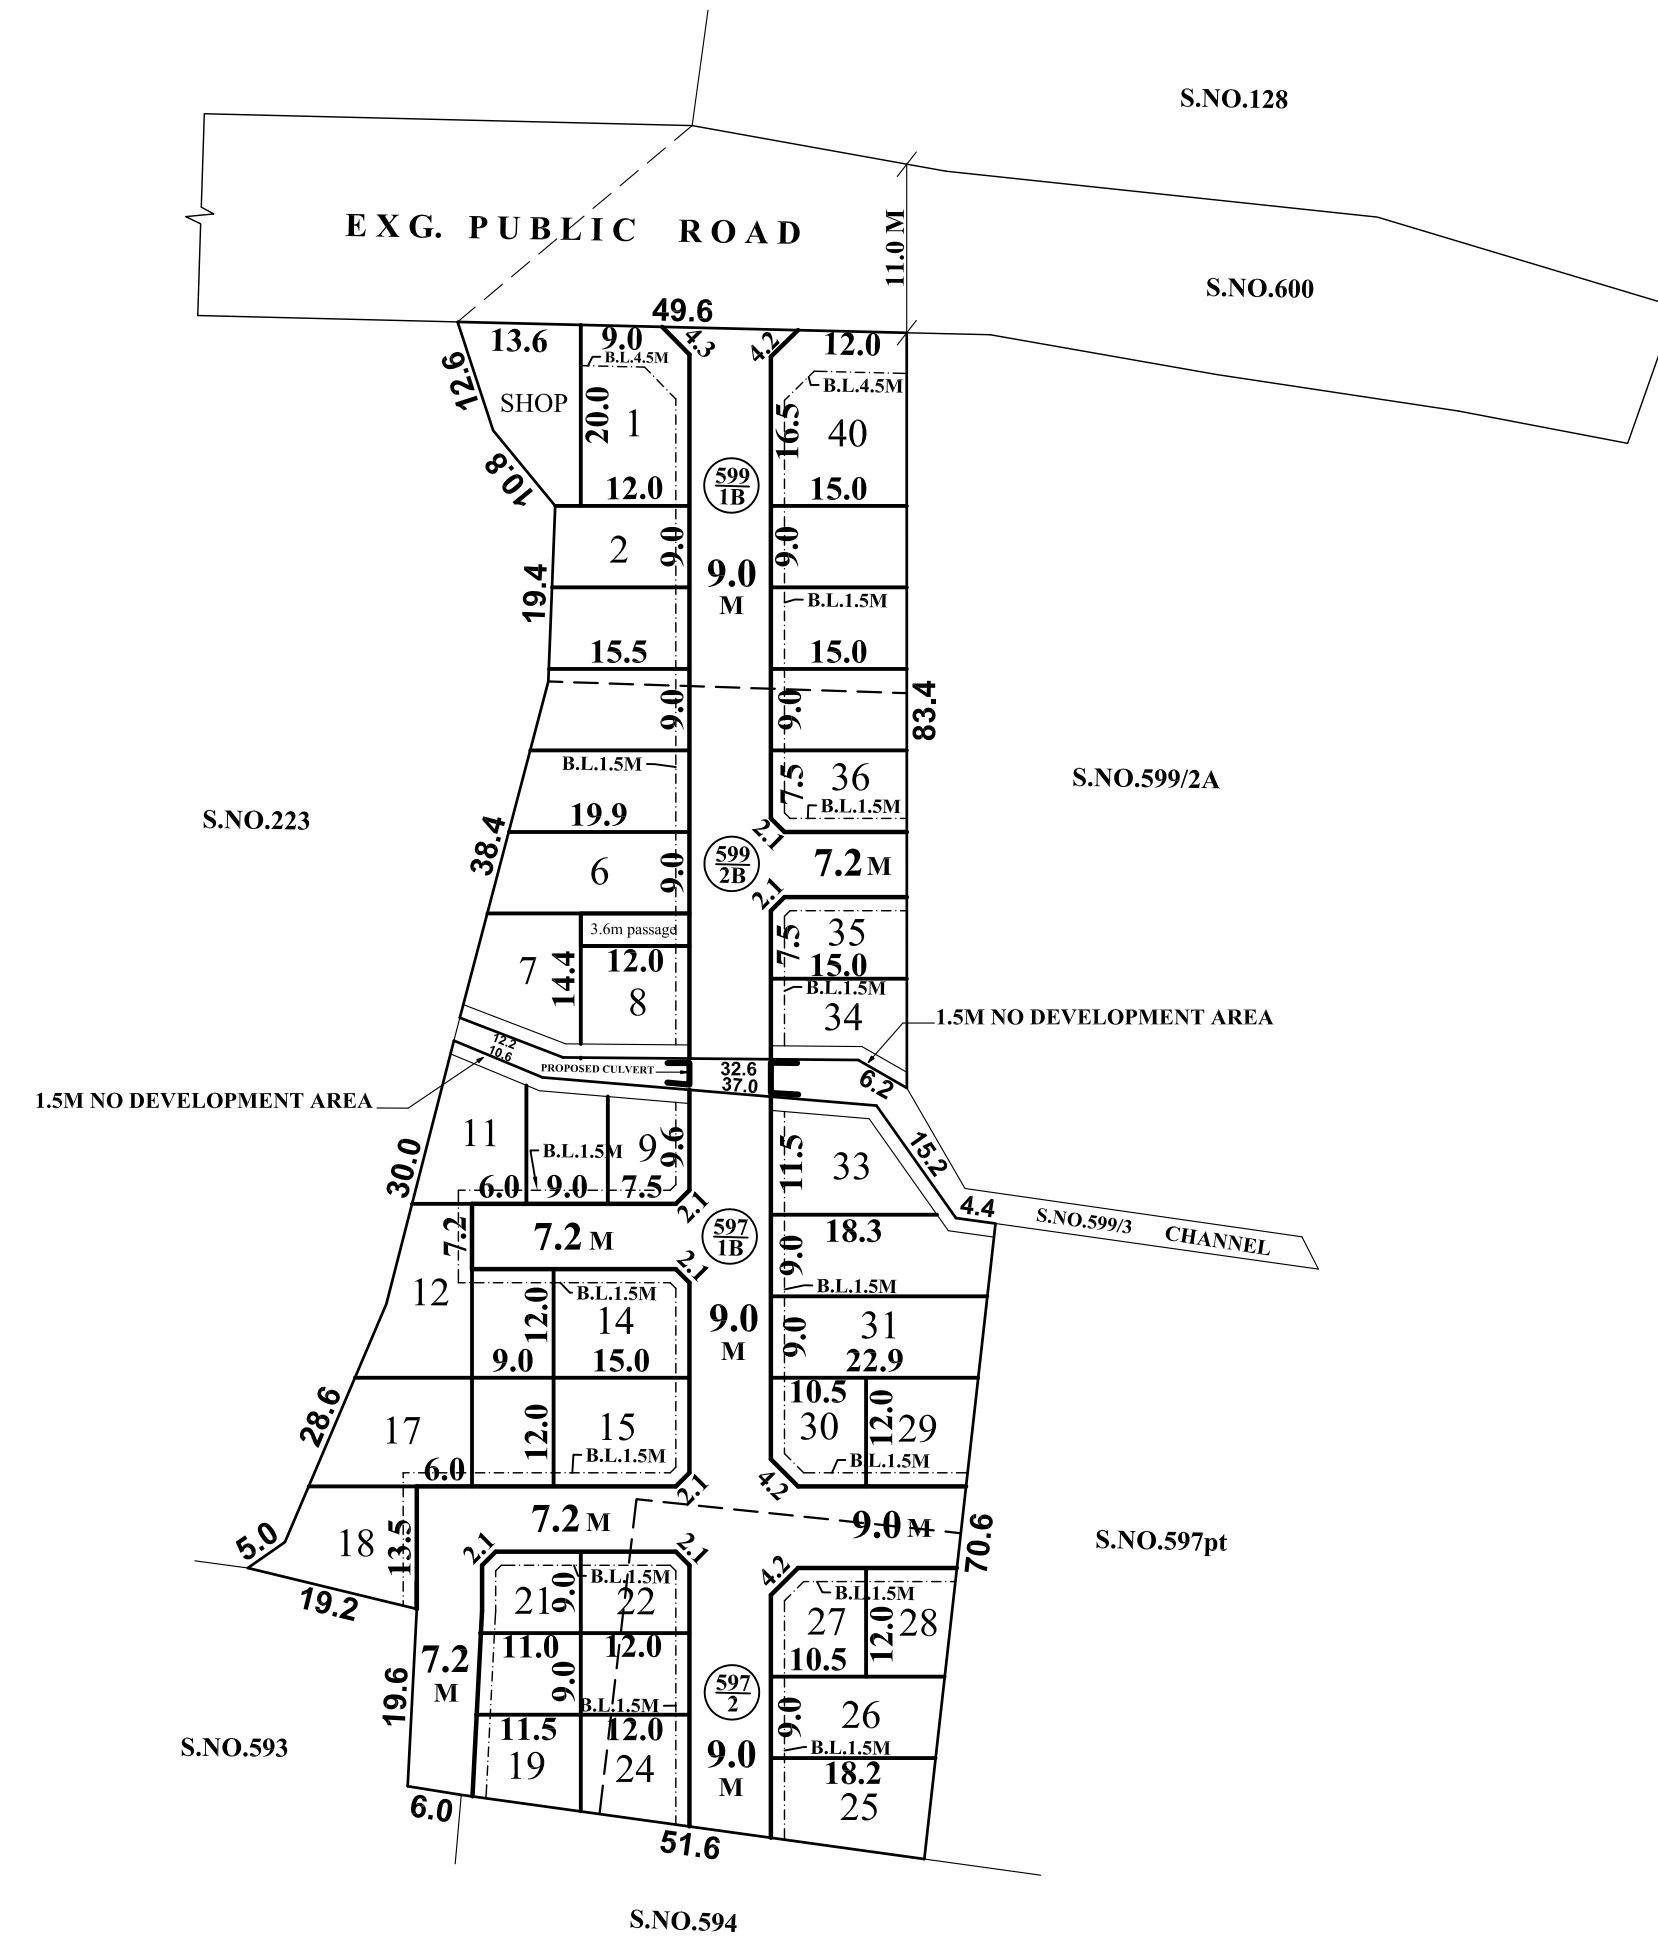 S.NO.128
EXG. PUBLIC ROAD
11.0 M
S.NO.600
49.6
13.6
9.0
4.3
4.2
12.0
B.L.4.5M
12.6
SHOP
20.0
1
B.L.4.5M
16.5
40
10.8
12.0
599
1B
15.0
2
9.0
9.0
9.0
M
19.4
B.L.1.5M
15.5
15.0
9.0
9.0
83.4
B.L.1.5M
7.5
36
B.L.1.5M
S.NO.599/2A
S.NO.223
19.9
38.4
2.1
6
9.0
599
2B
7.2 M
2.1
3.6m passage
35
7.5
7
14.4
12.0
8
15.0
B.L.1.5M
34
1.5M NO DEVELOPMENT AREA
12.2
10.6
PROPOSED CULVERT
32.6
37.0
6.2
1.5M NO DEVELOPMENT AREA
11
B.L.1.5M
9
9.6
11.5
33
15.2
30.0
6.0
9.0
7.5
2.1
4.4
S.NO.599/3
CHANNEL
7.2
7.2 M
597
1B
18.3
9.0
2.1
B.L.1.5M
12
B.L.1.5M
12.0
14
9.0
M
9.0
31
9.0
15.0
22.9
10.5
28.6
17
12.0
15
30
12.0
29
B.L.1.5M
B.L.1.5M
6.0
2.1
4.2
7.2 M
9.0 M
5.0
18
13.5
70.6
S.NO.597pt
2.1
2.1
4.2
B.L.1.5M
B.L.1.5M
19.2
21
9.0
22
27
12.0
28
11.0
12.0
10.5
7.2
M
19.6
9.0
597
2
B.L.1.5M
9.0
26
11.5
12.0
B.L.1.5M
S.NO.593
19
24
9.0
M
18.2
25
6.0
51.6
S.NO.594